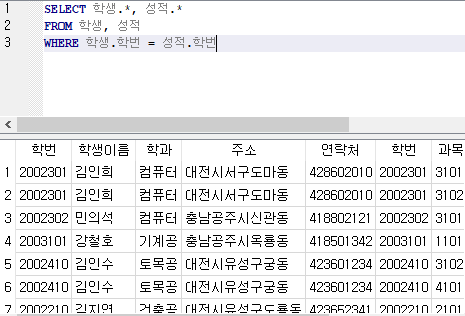 1 SELECT 학생.*, 성적.*
2 FROM 학생, 성적
3 WHERE 학생.학번 = 성적.학번
학번 학생이름 학과 주소 연락처 학번 과목
1 2002301 김인희 컴퓨터 대전시서구도마동 428602010 2002301 3101
2 2002301 김인희 컴퓨터 대전시서구도마동 428602010 2002301 3102
3 2002302 민의석 컴퓨터 충남공주시신관동 418802121 2002302 3101
4 2003101 강철호 기계공 충남공주시옥룡동 418501342 2003101 1101
5 2002410 김인수 토목공 대전시유성구궁동 423601234 2002410 3102
6 2002410 김인수 토목공 대전시유성구궁동 423601234 2002410 4101
7 2002210 김지연 건축공 대전시유성구도룡동 423652341 2002210 2101